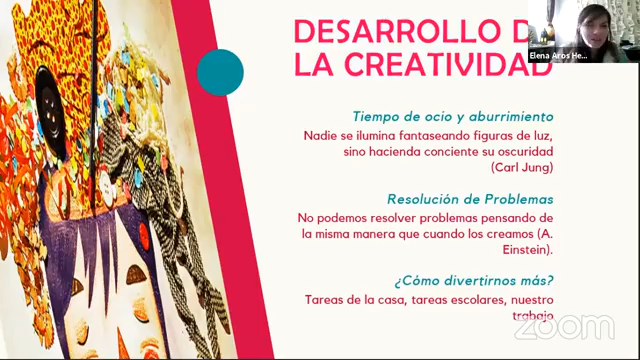 DESARROLLO D
LA CREATIVIDAD
Elena Aros He...
Tiempo de ocio y aburrimiento
Nadie se ilumina fantaseando figuras de luz,
sino hacienda conciente su oscuridad
(Carl Jung)
Resolución de Problemas
No podemos resolver problemas pensando de
la misma manera que cuando los creamos (A.
Einstein).
¿Cómo divertirnos más?
Tareas de la casa, tareas escolares, nuestro
trabajo
zoom